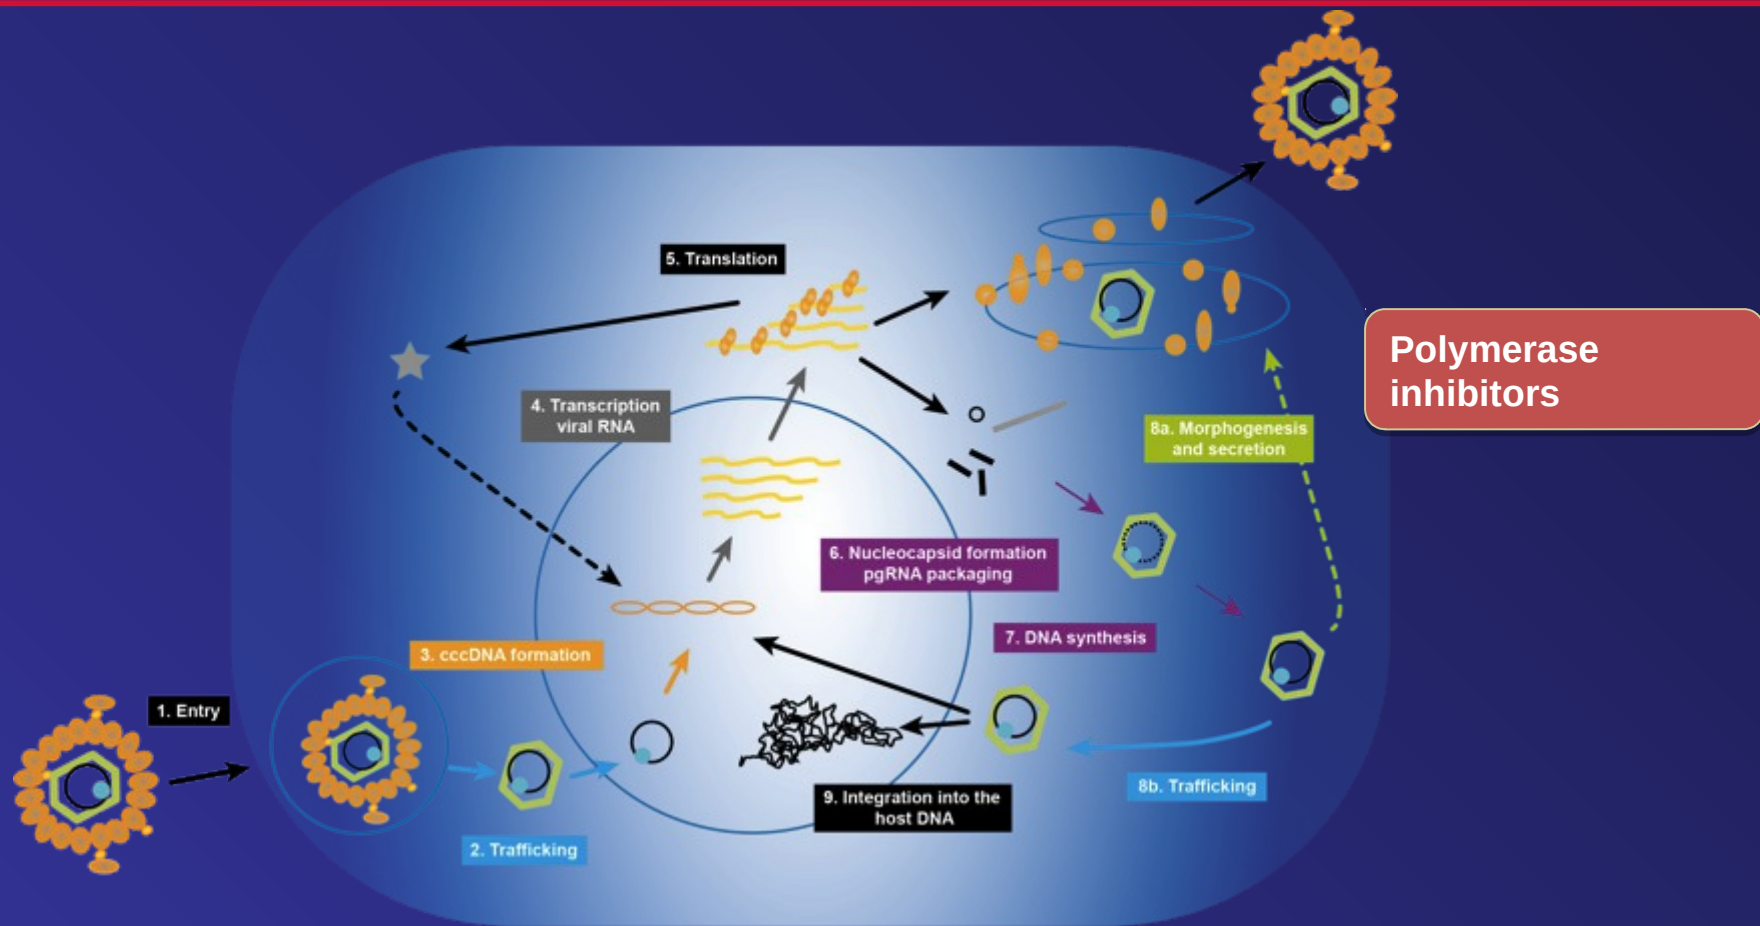 5. Translation
Polymerase
inhibitors
4. Transcription
viral RNA
8a. Morphogenesis
and secretion
6. Nucleocapsid formation
pgRNA packaging
7. DNA synthesis
3. cccDNA formation
1. Entry
8b. Trafficking
9. Integration into the
host DNA
2. Trafficking